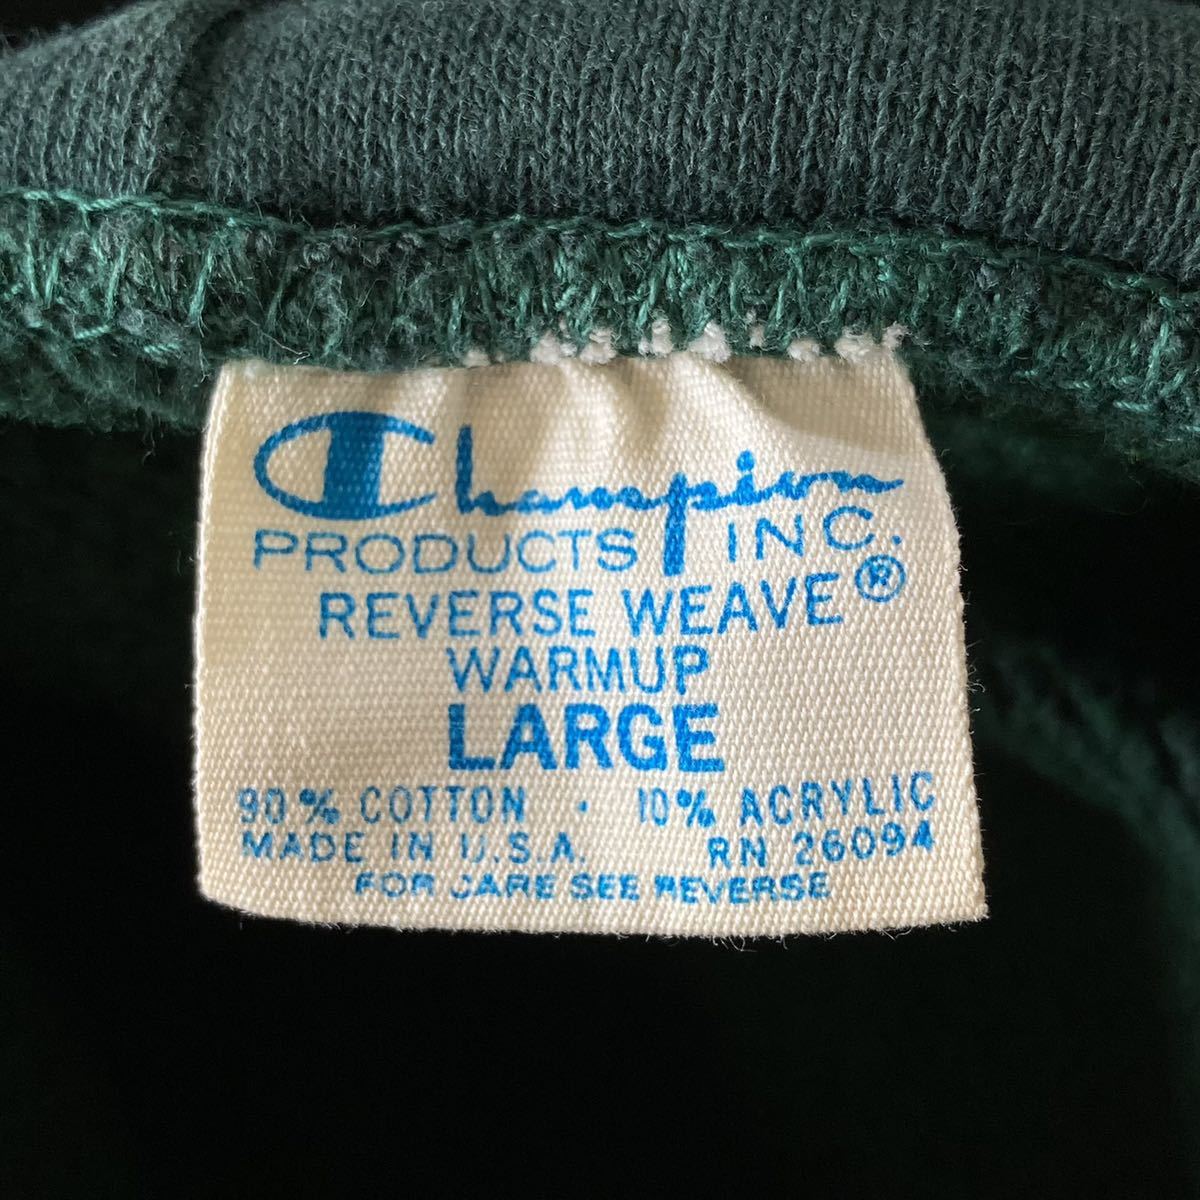 Champion
PRODUCTS INC.
REVERSE WEAVE®
WARMUP
LARGE
90% COTTON · 10% ACRYLIC
MADE IN U.S.A. RN 26094
FOR CARE SEE REVERSE